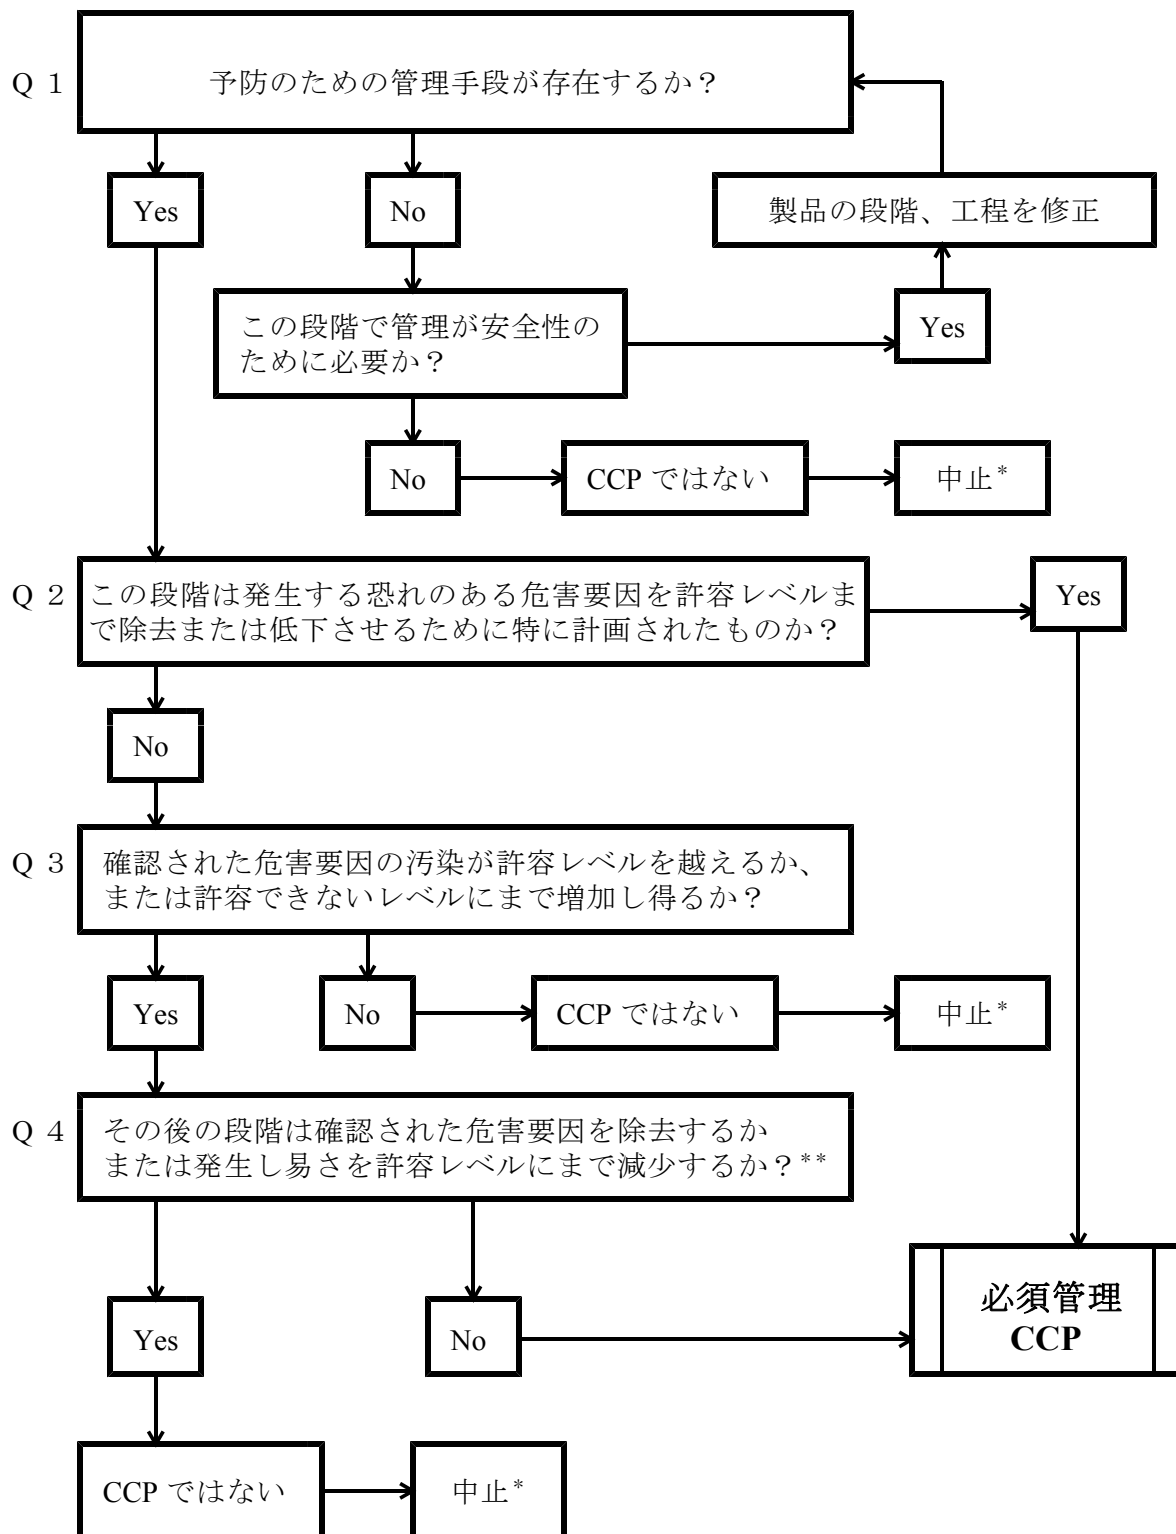 Q 1
予防のための管理手段が存在するか？
Yes
No
製品の段階、工程を修正
この段階で管理が安全性の
ために必要か？
Yes
No
CCP ではない
中止*
Q 2
この段階は発生する恐れのある危害要因を許容レベルま
で除去または低下させるために特に計画されたものか？
Yes
No
Q 3
確認された危害要因の汚染が許容レベルを越えるか、
または許容できないレベルにまで増加し得るか？
Yes
No
CCP ではない
中止*
Q 4
その後の段階は確認された危害要因を除去するか
または発生し易さを許容レベルにまで減少するか？**
Yes
No
必須管理
CCP
CCP ではない
中止*